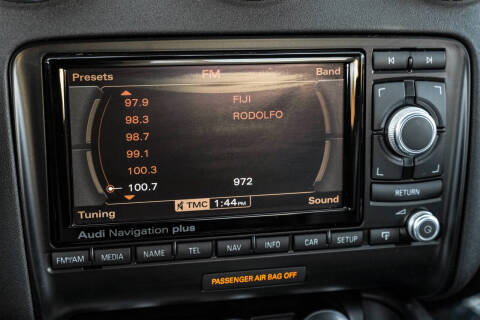 Presets FM Band
97.9 FIJI
98.3 RODOLFO
98.7
99.1
100.3
100.7 972
TMC 1:44PM
Tuning Sound
Audi Navigation plus
RETURN
FM/AM MEDIA NAME TEL NAV INFO CAR SETUP
PASSENGER AIR BAG OFF